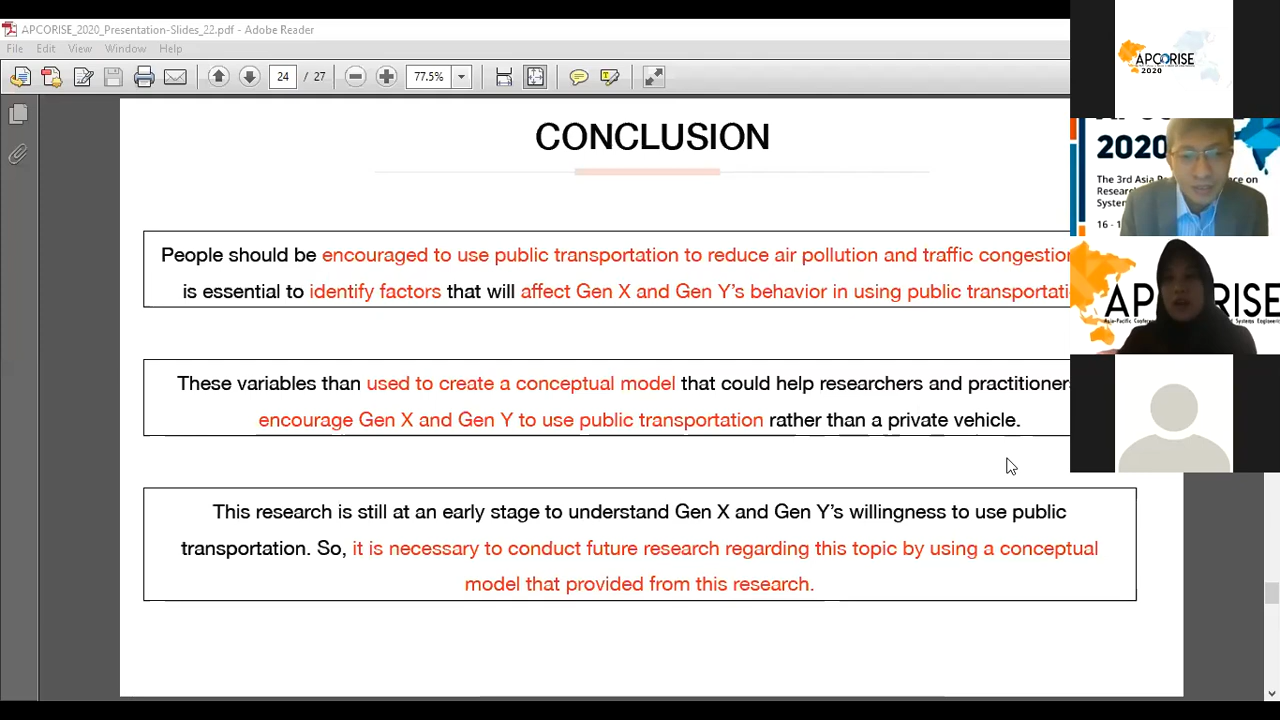 APCORISE_2020_Presentation-Slides_22.pdf - Adobe Reader
File Edit View Window Help
24 / 27 77.5%
CONCLUSION
People should be encouraged to use public transportation to reduce air pollution and traffic congestion
is essential to identify factors that will affect Gen X and Gen Y's behavior in using public
These variables than used to create a conceptual model that could help researchers and
encourage Gen X and Gen Y to use public transportation rather than a private vehicle.
This research is still at an early stage to understand Gen X and Gen Y's willingness to use public
transportation. So, it is necessary to conduct future research regarding this topic by using a conceptual
model that provided from this research.
APCORISE
2020
2020
The 3rd Asia
on
Research
16 - 1
APCORISE